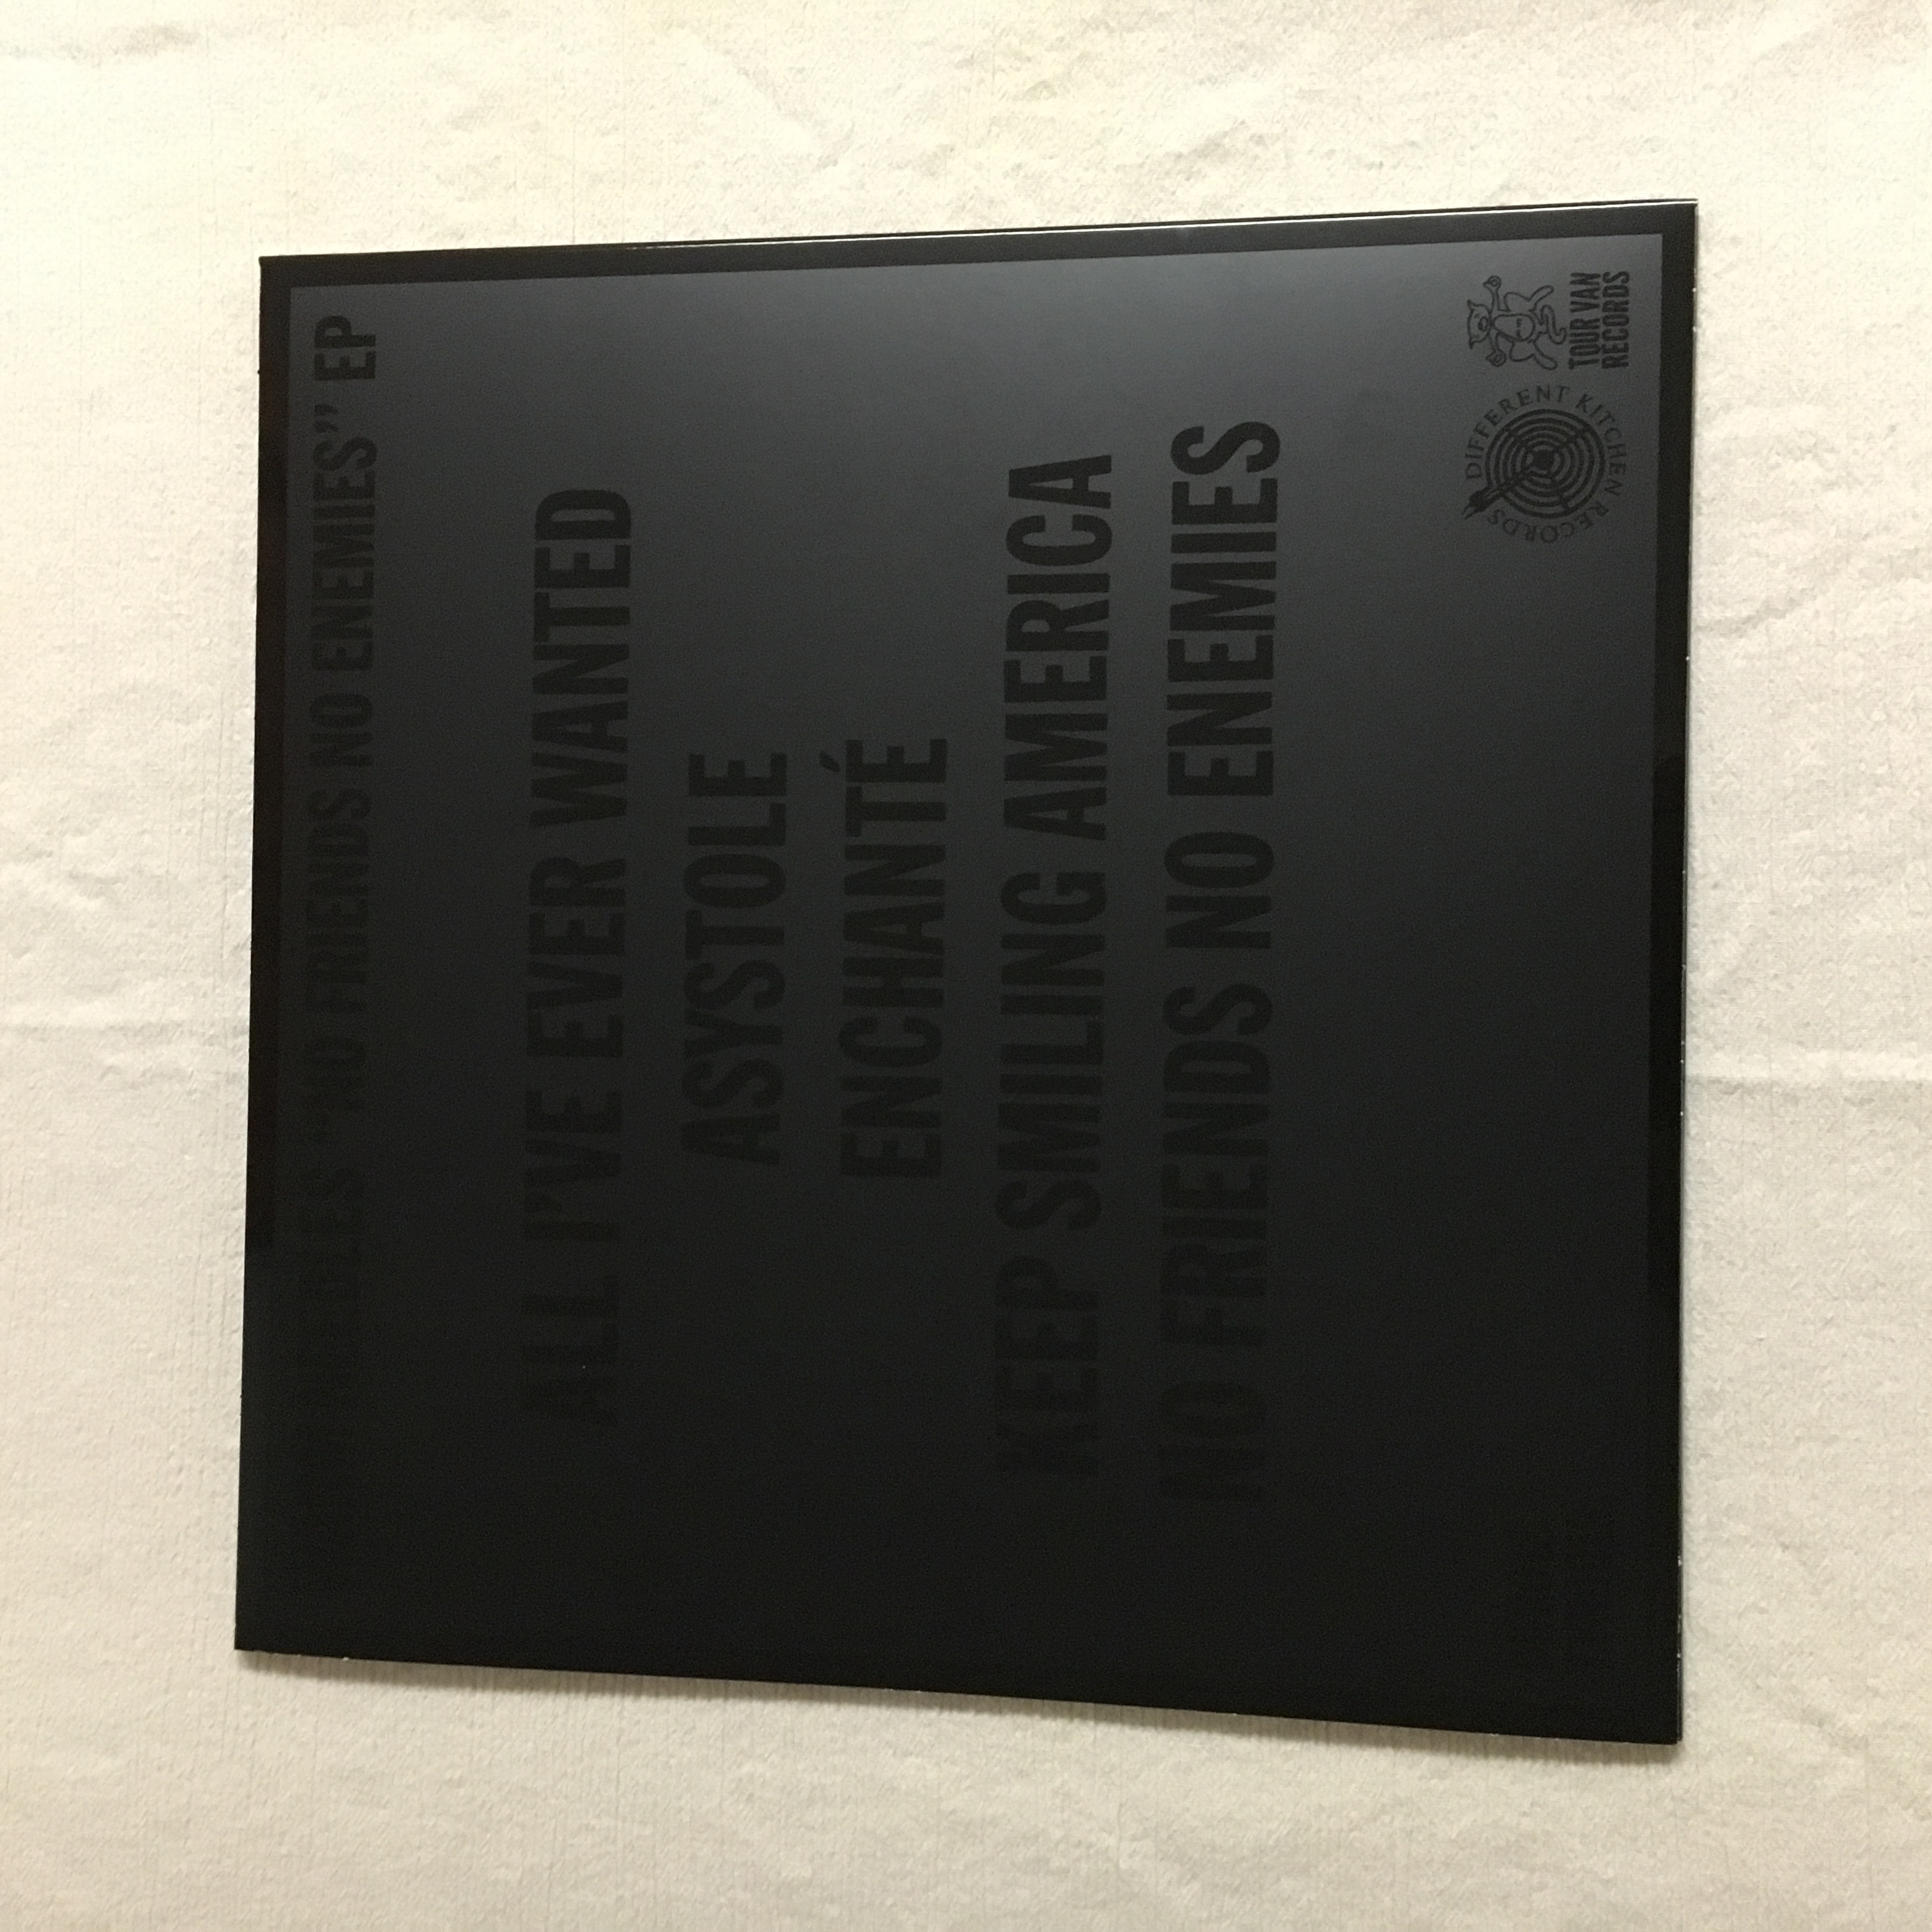 "NO FRIENDS NO ENEMIES" EP
ALL I'VE EVER WANTED
ASYSTOLE
ENCHANTÉ
KEEP SMILING AMERICA
NO FRIENDS NO ENEMIES
DIFFERENT KITCHEN RECORDS
TOUR VAN
RECORDS